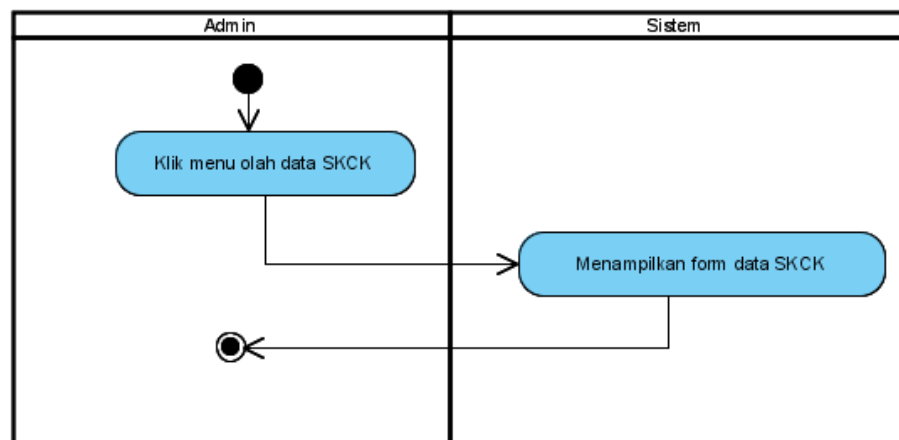 Admin
Sistem
Klik menu olah data SKCK
Menampilkan form data SKCK